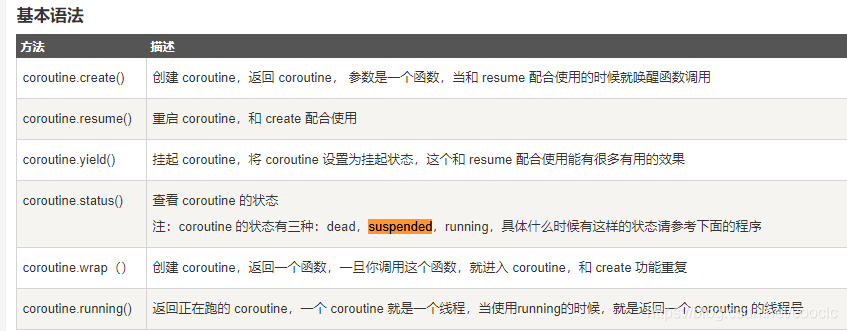 基本语法
方法 描述
coroutine.create() 创建 coroutine，返回 coroutine， 参数是一个函数，当和 resume 配合使用的时候就唤醒函数调用
coroutine.resume() 重启 coroutine，和 create 配合使用
coroutine.yield() 挂起 coroutine，将 coroutine 设置为挂起状态，这个和 resume 配合使用能有很多有用的效果
coroutine.status() 查看 coroutine 的状态
注：coroutine 的状态有三种：dead，suspended，running，具体什么时候有这样的状态请参考下面的程序
coroutine.wrap（） 创建 coroutine，返回一个函数，一旦你调用这个函数，就进入 coroutine，和 create 功能重复
coroutine.running() 返回正在跑的 coroutine，一个 coroutine 就是一个线程，当使用running的时候，就是返回一个 corouting 的线程号